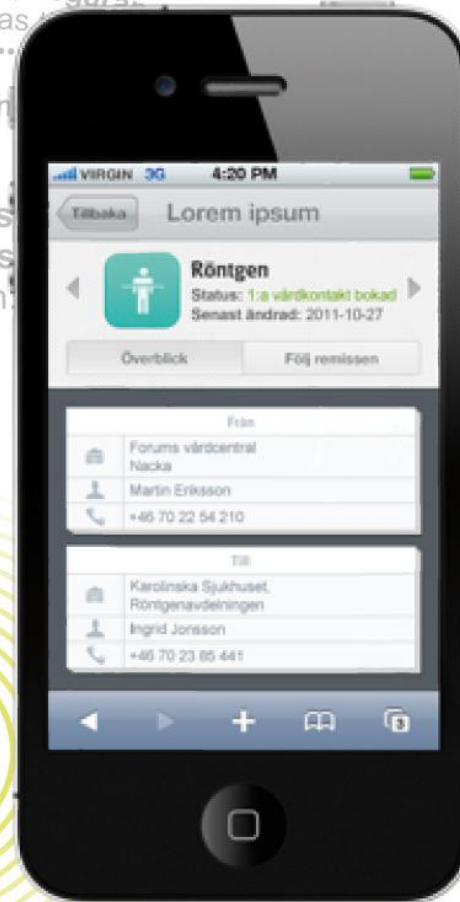 VIRGIN 3G 4:20 PM
Tillbaka Lorem ipsum
Röntgen
Status: 1:a vårdkontakt bokad
Senast ändrad: 2011-10-27
Överblick Följ remissen
Från
Forums vårdcentral
Nacka
Martin Eriksson
+46 70 22 54 210
Till
Karolinska Sjukhuset,
Röntgenavdelningen
Ingrid Jonsson
+46 70 23 85 441
3